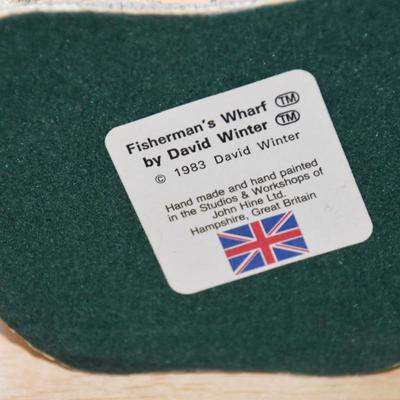 Fisherman's Wharf TM
by David Winter TM
© 1983 David Winter
Hand made and hand painted
in the Studios & Workshops of
John Hine Ltd.
Hampshire, Great Britain